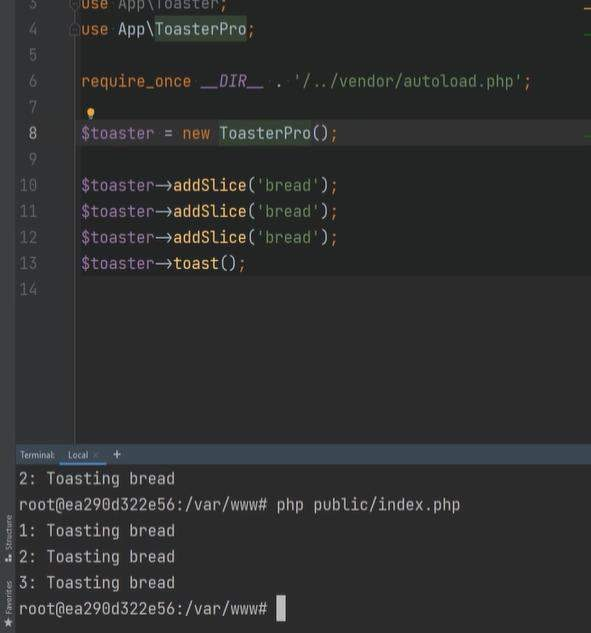 3 use App\Toaster;
4 use App\ToasterPro;
5
6 require_once __DIR__ . '/../vendor/autoload.php';
7
8 $toaster = new ToasterPro();
9
10 $toaster->addSlice('bread');
11 $toaster->addSlice('bread');
12 $toaster->addSlice('bread');
13 $toaster->toast();
14
Terminal: Local × +
2: Toasting bread
root@ea290d322e56:/var/www# php public/index.php
1: Toasting bread
2: Toasting bread
3: Toasting bread
root@ea290d322e56:/var/www#
Structure
Favorites